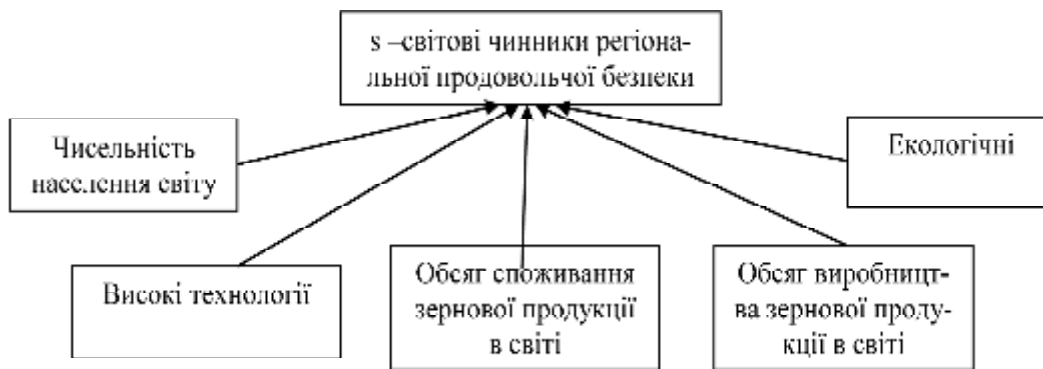 s –світові чинники регіона-
льної продовольчої безпеки
Чисельність
населення світу
Екологічні
Високі технології
Обсяг споживання
зернової продукції
в світі
Обсяг виробницт-
ва зернової проду-
кції в світі